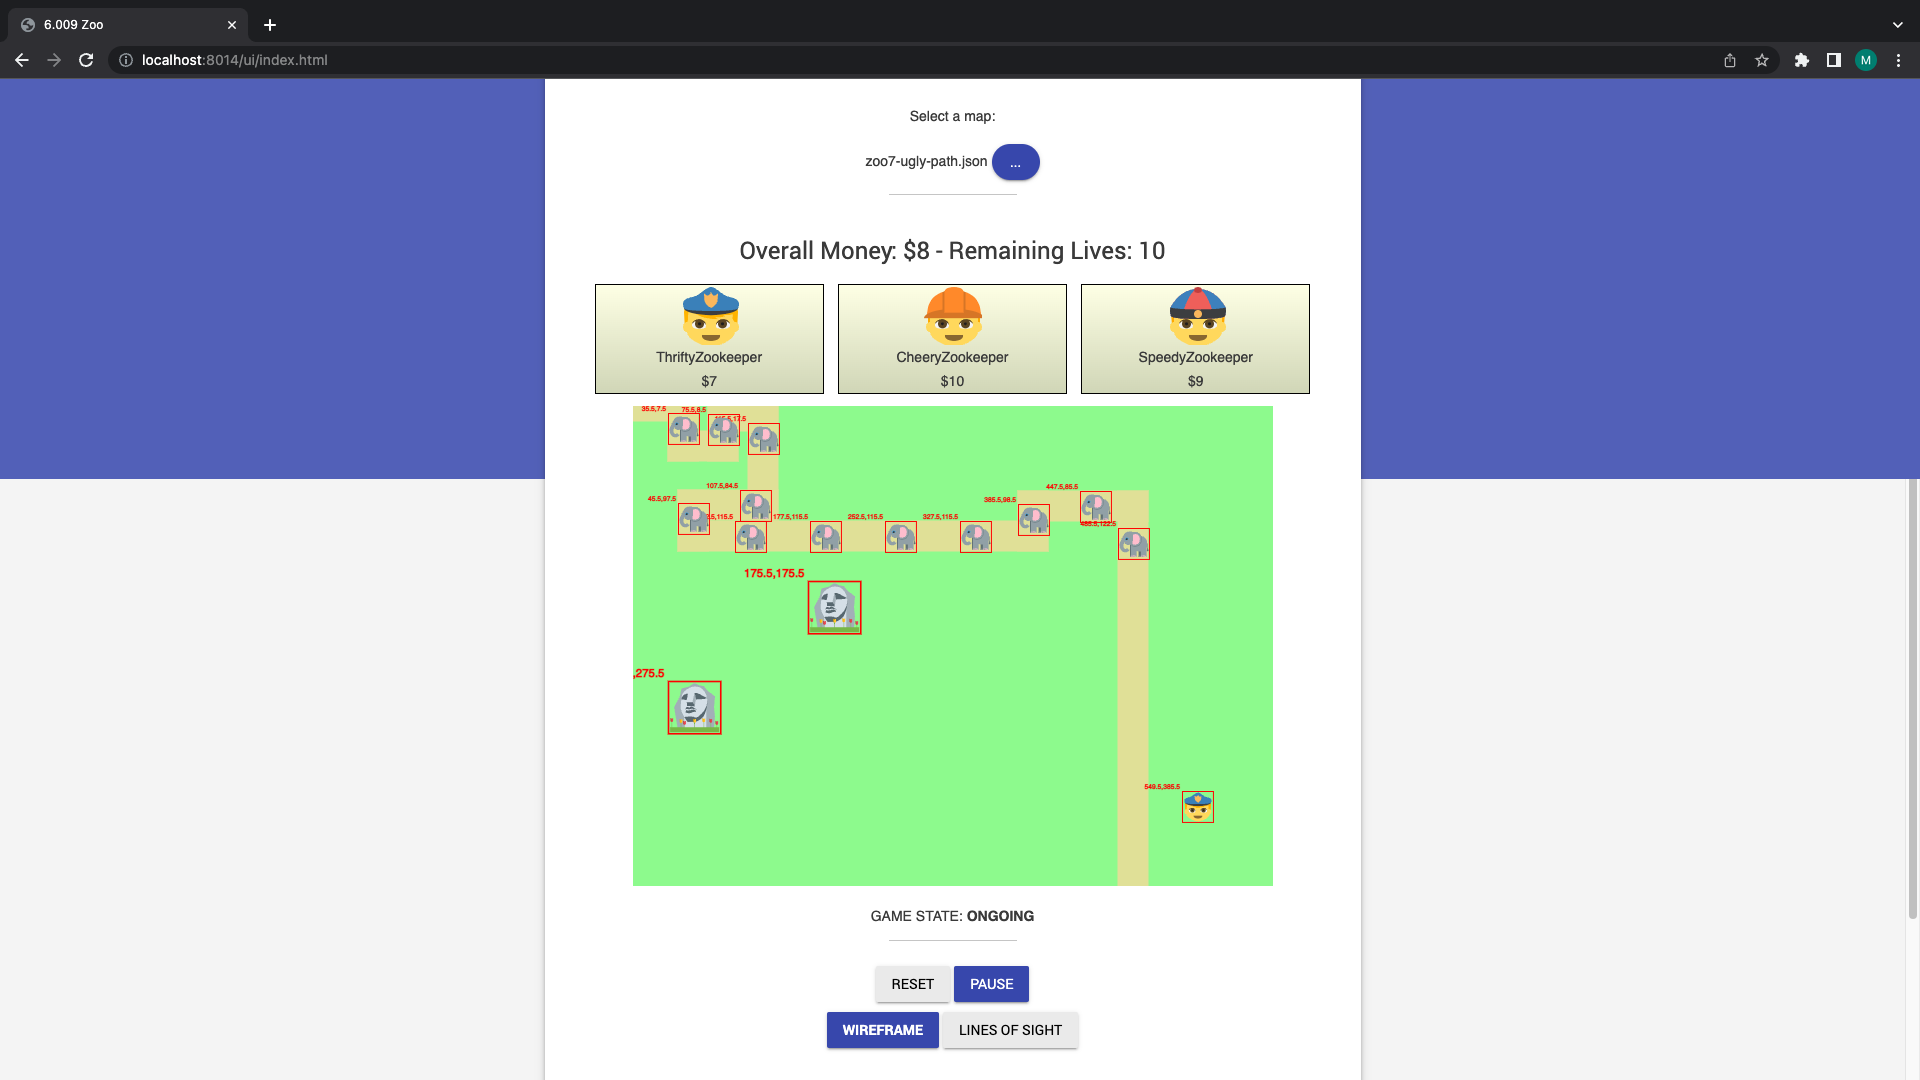 6.009 Zoo
localhost:8014/ui/index.html
M
Select a map:
zoo7-ugly-path.json ...
Overall Money: $8 - Remaining Lives: 10
ThriftyZookeeper
$7
CheeryZookeeper
$10
SpeedyZookeeper
$9
35.5,7.5
75.5,8.5
17.5
107.5,84.5
45.5,97.5
115.5
177.5,115.5
252.5,115.5
327.5,115.5
385.5,98.5
447.5,85.5
485.5,122.5
175.5,175.5
,275.5
549.5,385.5
GAME STATE: ONGOING
RESET
PAUSE
WIREFRAME
LINES OF SIGHT